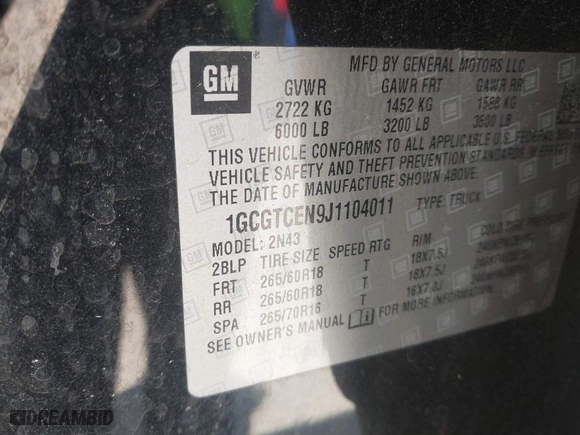 GM
MFD BY GENERAL MOTORS LLC
GVWR GAWR FRT GAWR RR
2722 KG 1452 KG 1588 KG
6000 LB 3200 LB 3500 LB
THIS VEHICLE CONFORMS TO ALL APPLICABLE U.S. FEDERAL
VEHICLE SAFETY AND THEFT PREVENTION STANDARDS IN EFFECT
THE DATE OF MANUFACTURE SHOWN ABOVE.
1GCGTCEN9J1104011 TYPE: TRUCK
MODEL: 2N43
2BLP TIRE SIZE SPEED RTG RIM COLD TIRE
FRT 265/60R18 T 18X7.5J
RR 265/60R18 T 18X7.5J
SPA 265/70R16 T 16X7.0J
SEE OWNER'S MANUAL FOR MORE INFORMATION.
DREAMBID